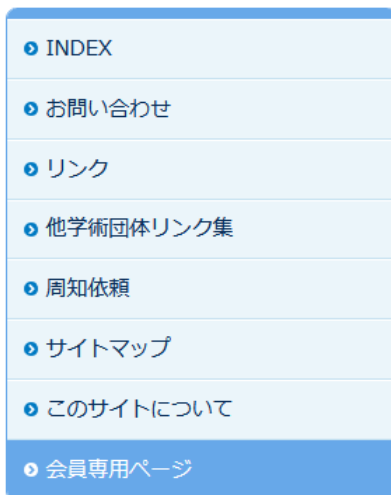 INDEX
お問い合わせ
リンク
他学術団体リンク集
周知依頼
サイトマップ
このサイトについて
会員専用ページ